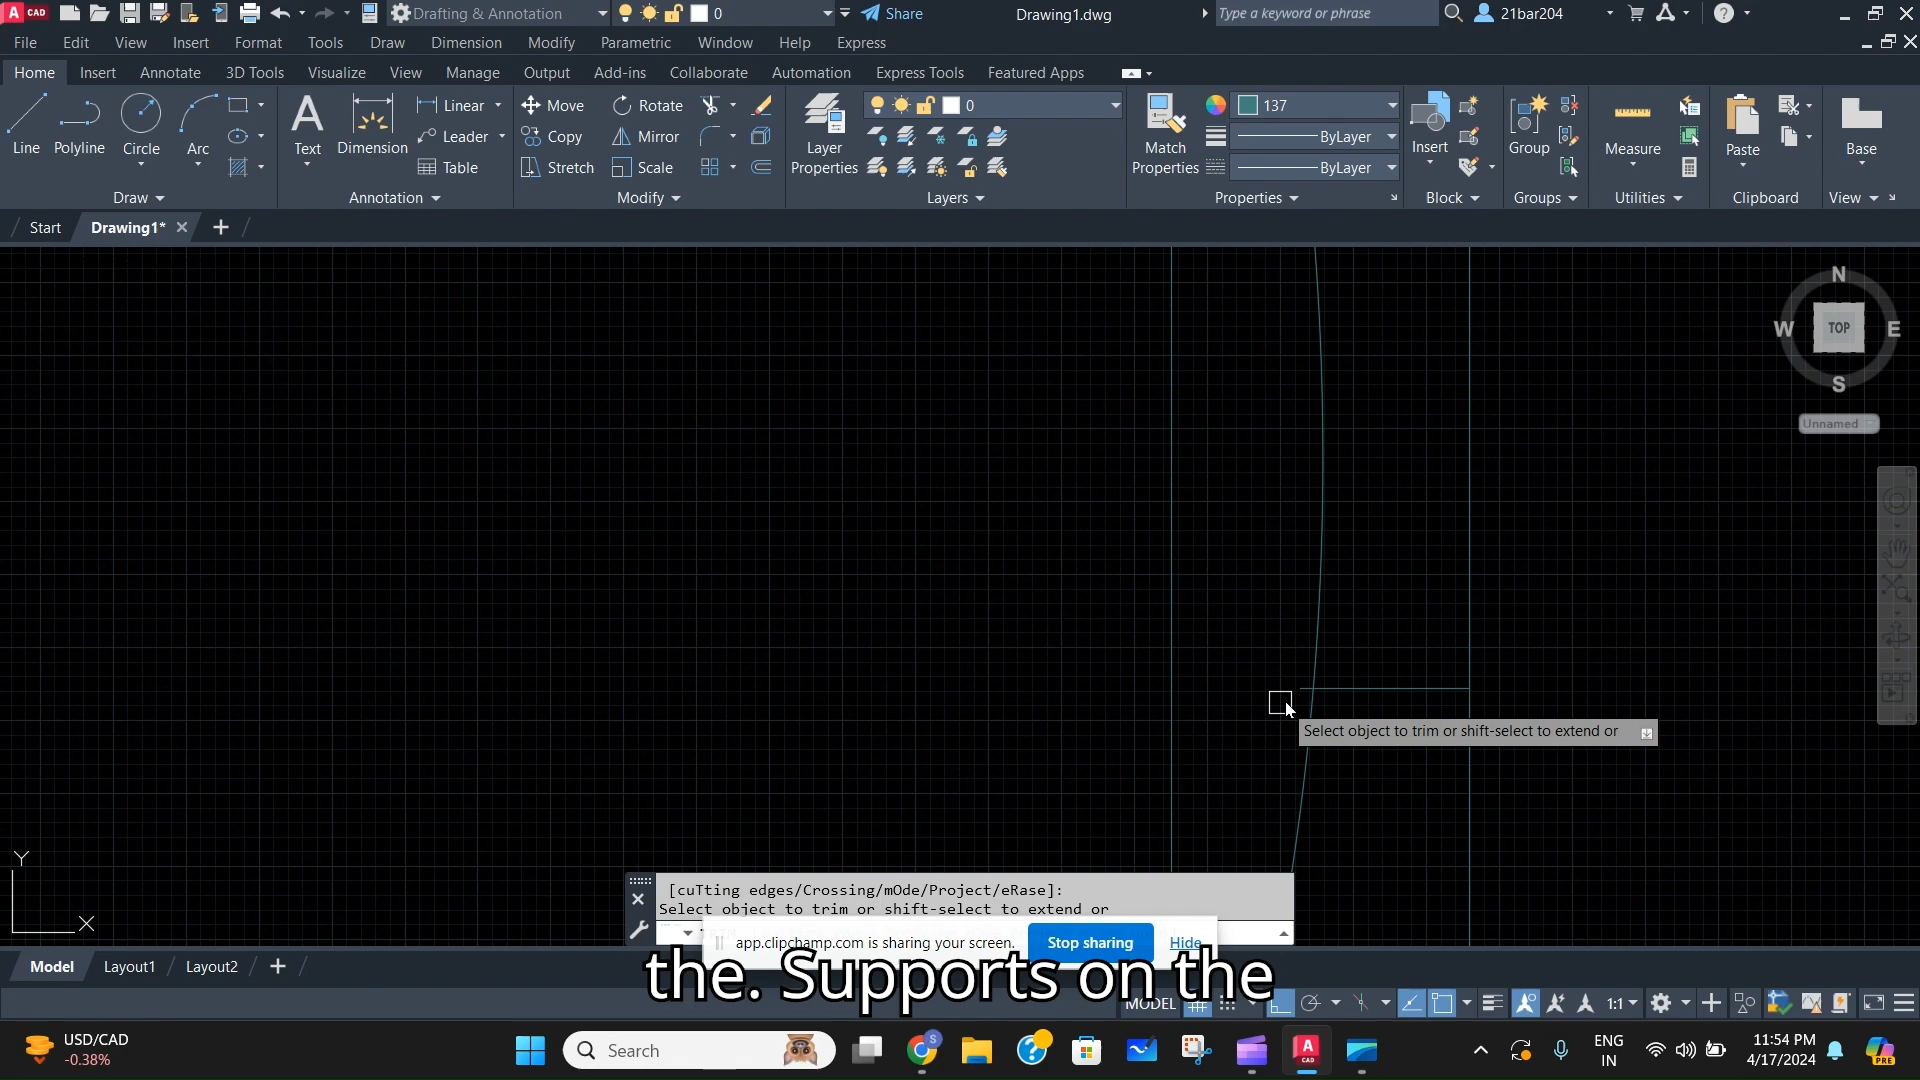 CAD Drafting & Annotation 0 Share Drawing1.dwg Type a keyword or phrase 21bar204
File Edit View Insert Format Tools Draw Dimension Modify Parametric Window Help Express
Home Insert Annotate 3D Tools Visualize View Manage Output Add-ins Collaborate Automation Express Tools Featured Apps
Linear Move Rotate 0 137
Leader Copy Mirror ByLayer
Line Polyline Circle Arc Text Dimension Layer Match Insert Group Measure Paste Base
Table Stretch Scale Properties Properties ByLayer
Draw Annotation Modify Layers Properties Block Groups Utilities Clipboard View
Start Drawing1* +
N
W TOP E
S
Unnamed
Select object to trim or shift-select to extend or
Y
X
[cuTting edges/Crossing/mOde/Project/eRase]:
Select object to trim or shift-select to extend or
app.clipchamp.com is sharing your screen. Stop sharing Hide
the. Supports on the
Model Layout1 Layout2 +
MODEL 1:1
USD/CAD
-0.38%
Search
ENG
IN
11:54 PM
4/17/2024
PRE